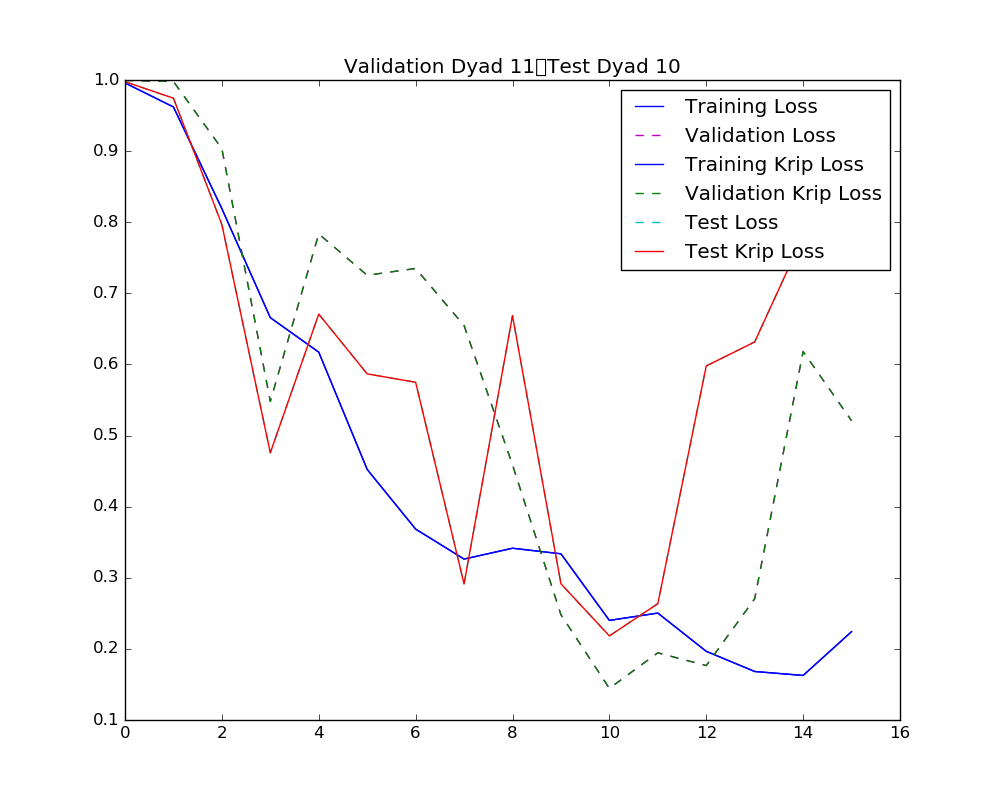 Validation Dyad 11▯Test Dyad 10
1.0
0.9
0.8
0.7
0.6
0.5
0.4
0.3
0.2
0.1
0 2 4 6 8 10 12 14 16
Training Loss
Validation Loss
Training Krip Loss
Validation Krip Loss
Test Loss
Test Krip Loss